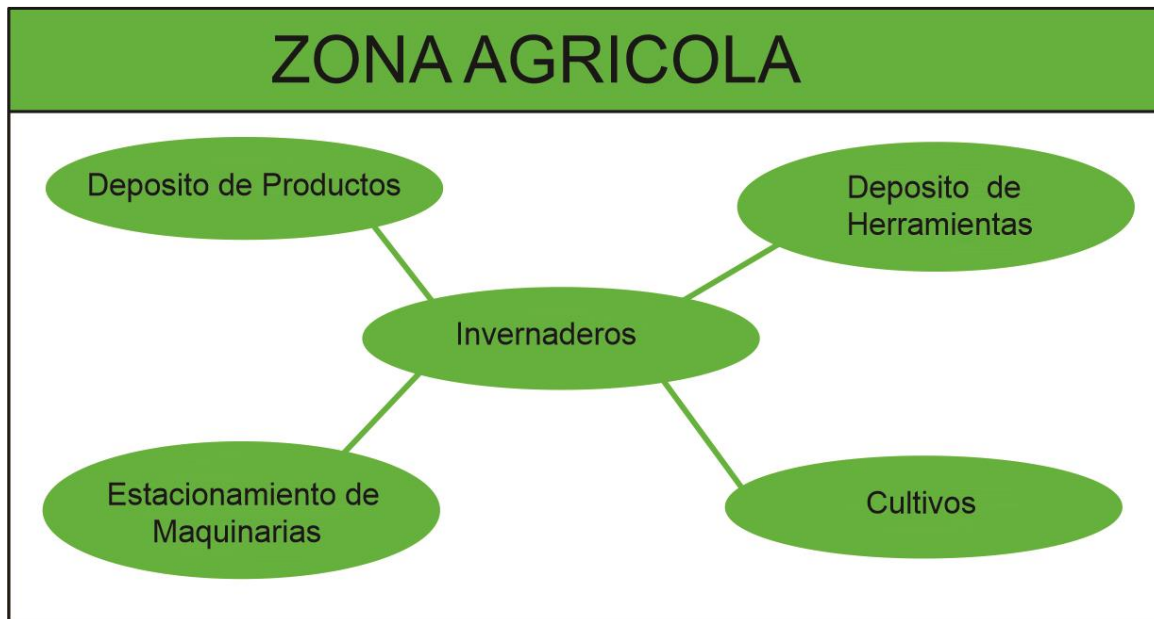 ZONA AGRICOLA
Deposito de Productos
Deposito de
Herramientas
Invernaderos
Estacionamiento de
Maquinarias
Cultivos